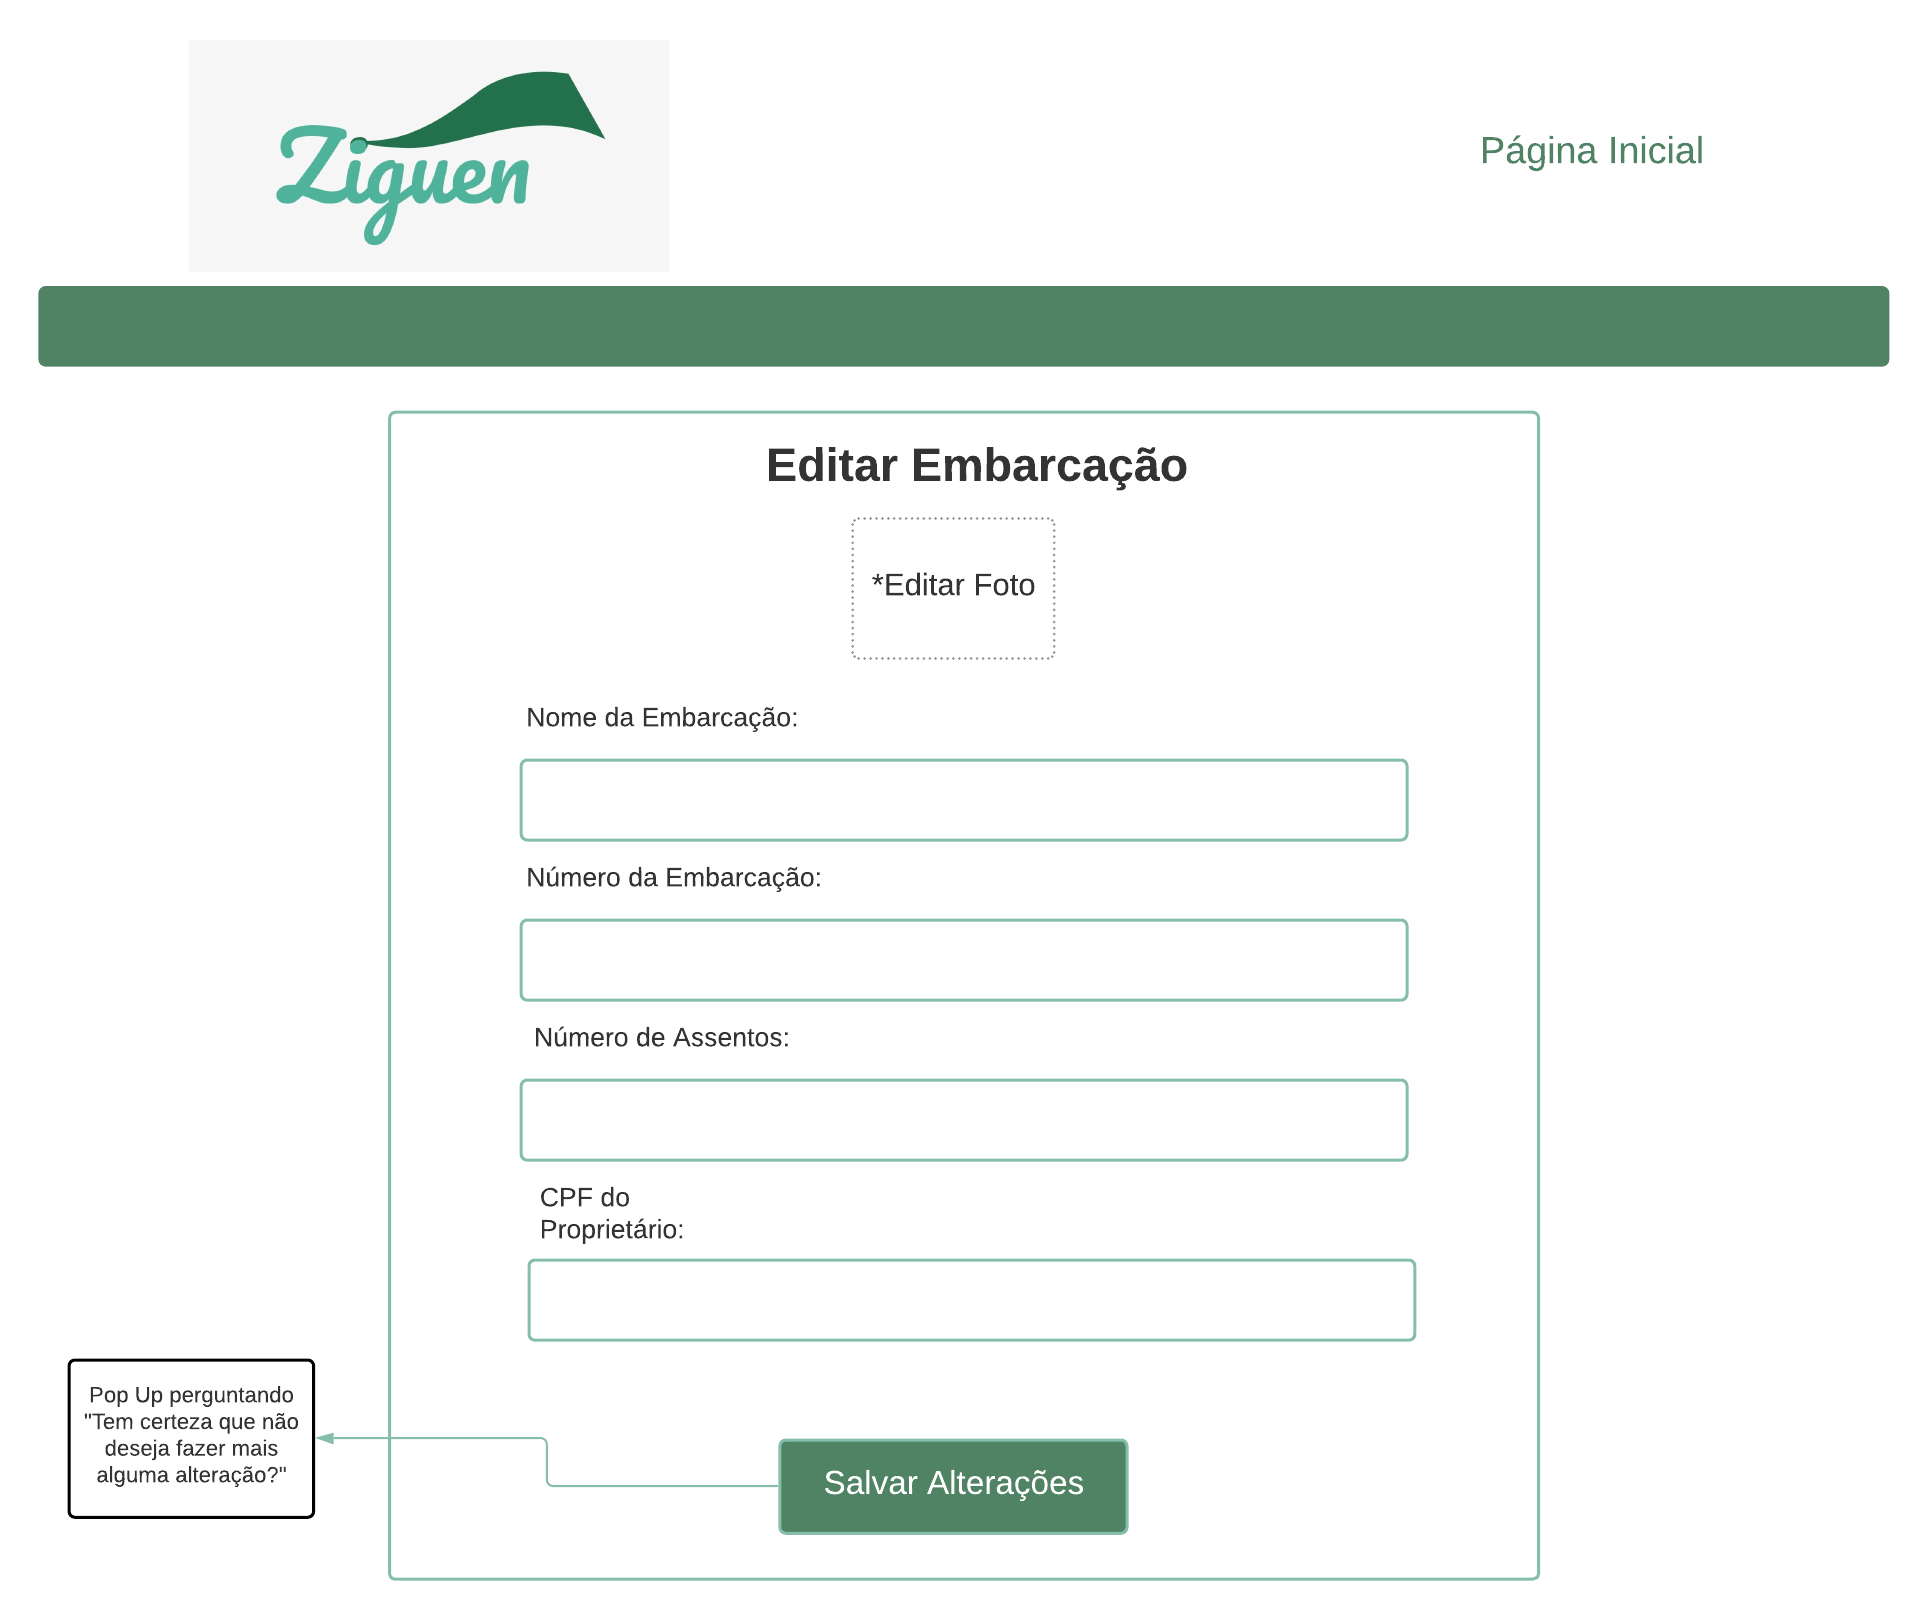 Ziguen
Página Inicial
Editar Embarcação
*Editar Foto
Nome da Embarcação:
Número da Embarcação:
Número de Assentos:
CPF do
Proprietário:
Pop Up perguntando
"Tem certeza que não
deseja fazer mais
alguma alteração?"
Salvar Alterações